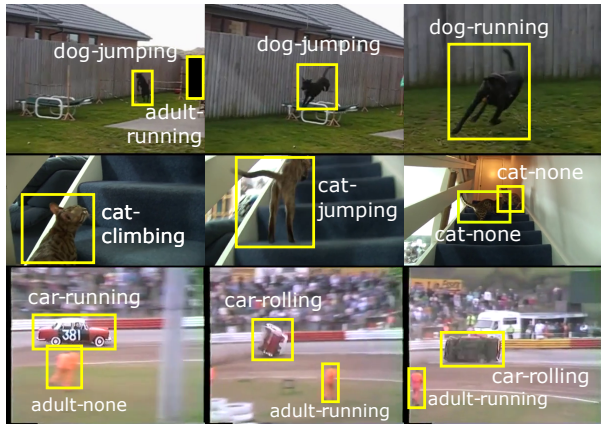 dog-jumping
adult-
running
dog-jumping
dog-running
cat-
climbing
cat-
jumping
cat-none
cat-none
car-running
381
adult-none
car-rolling
adult-running
car-rolling
adult-running